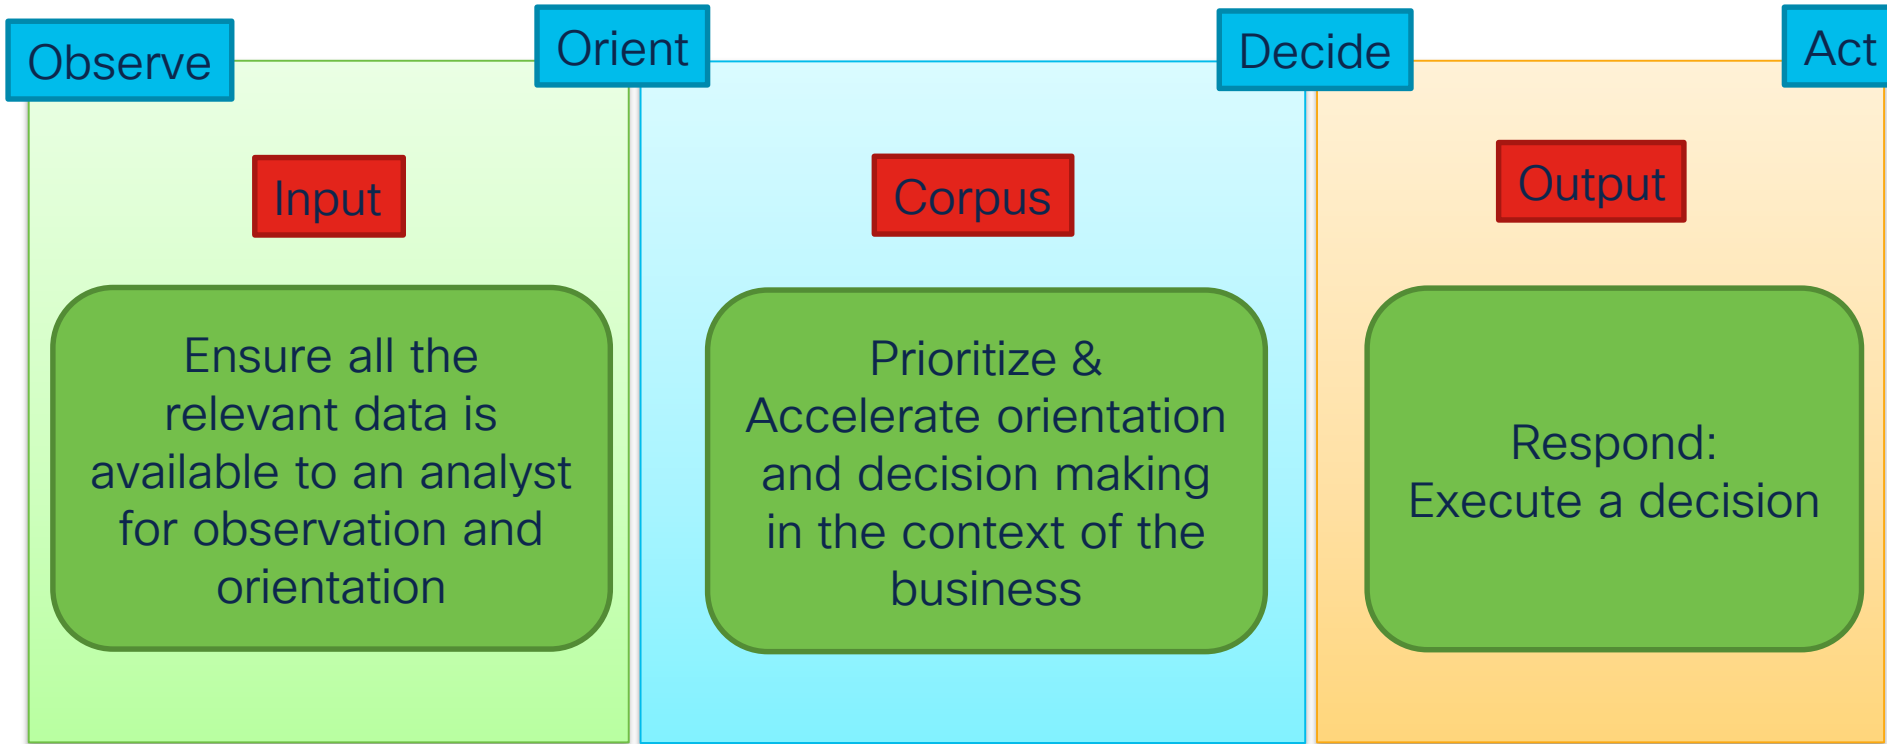 Observe
Orient
Decide
Act
Input
Corpus
Output
Ensure all the
relevant data is
available to an analyst
for observation and
orientation
Prioritize &
Accelerate orientation
and decision making
in the context of the
business
Respond:
Execute a decision